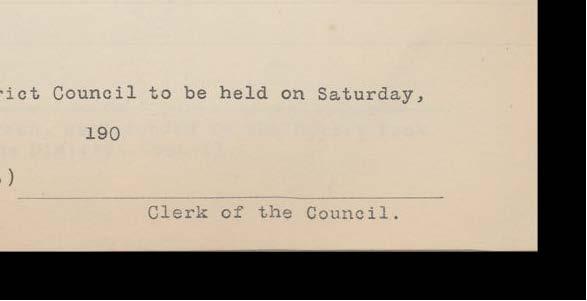 rict Council to be held on Saturday,
190
)
Clerk of the Council.